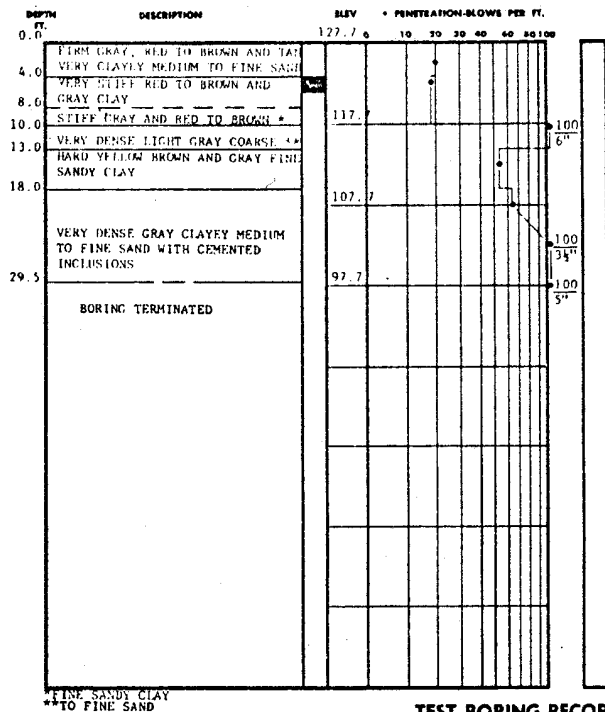 DEPTH FT. DESCRIPTION ELEV • PENETRATION-BLOWS PER FT.
0.0 127.7 0 10 20 30 40 60 80 100
FIRM GRAY, RED TO BROWN AND TAN
VERY CLAYEY MEDIUM TO FINE SAND
4.0
VERY STIFF RED TO BROWN AND
GRAY CLAY
8.0
STIFF GRAY AND RED TO BROWN *
10.0 117.7 100/6"
VERY DENSE LIGHT GRAY COARSE **
13.0
HARD YELLOW BROWN AND GRAY FINE
SANDY CLAY
18.0 107.7
VERY DENSE GRAY CLAYEY MEDIUM
TO FINE SAND WITH CEMENTED
INCLUSIONS
100/3½"
29.5 97.7 100/5"
BORING TERMINATED
*FINE SANDY CLAY
**TO FINE SAND
TEST BORING RECOR